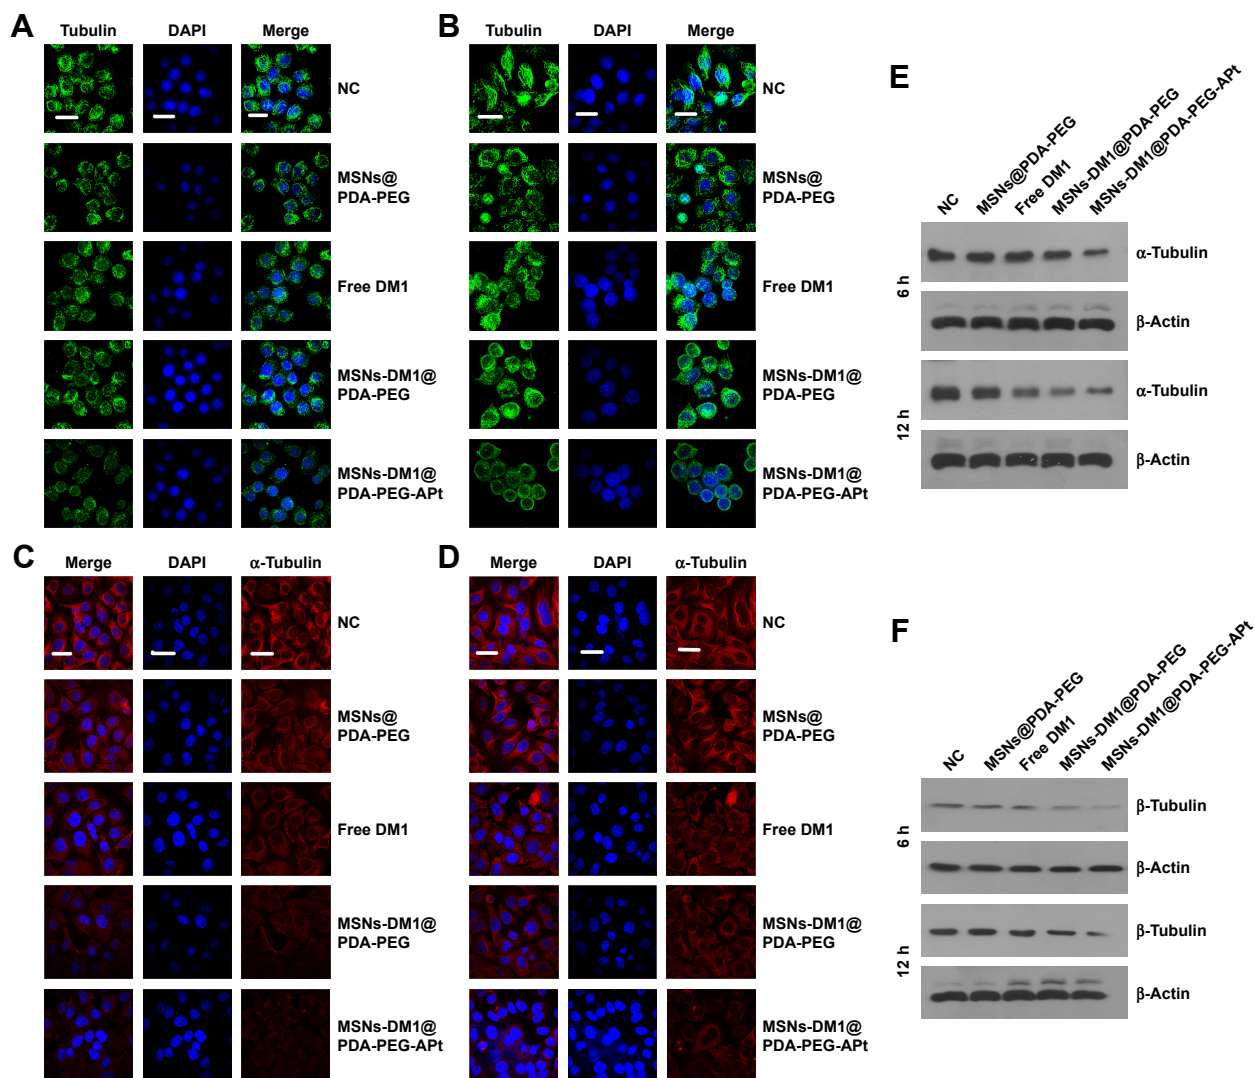 A
Tubulin DAPI Merge
NC
MSNs@
PDA-PEG
Free DM1
MSNs-DM1@
PDA-PEG
MSNs-DM1@
PDA-PEG-APt
B
Tubulin DAPI Merge
NC
MSNs@
PDA-PEG
Free DM1
MSNs-DM1@
PDA-PEG
MSNs-DM1@
PDA-PEG-APt
C
Merge DAPI α-Tubulin
NC
MSNs@
PDA-PEG
Free DM1
MSNs-DM1@
PDA-PEG
MSNs-DM1@
PDA-PEG-APt
D
Merge DAPI α-Tubulin
NC
MSNs@
PDA-PEG
Free DM1
MSNs-DM1@
PDA-PEG
MSNs-DM1@
PDA-PEG-APt
E
NC
MSNs@PDA-PEG
Free DM1
MSNs-DM1@PDA-PEG
MSNs-DM1@PDA-PEG-APt
6 h
α-Tubulin
β-Actin
12 h
α-Tubulin
β-Actin
F
NC
MSNs@PDA-PEG
Free DM1
MSNs-DM1@PDA-PEG
MSNs-DM1@PDA-PEG-APt
6 h
β-Tubulin
β-Actin
12 h
β-Tubulin
β-Actin